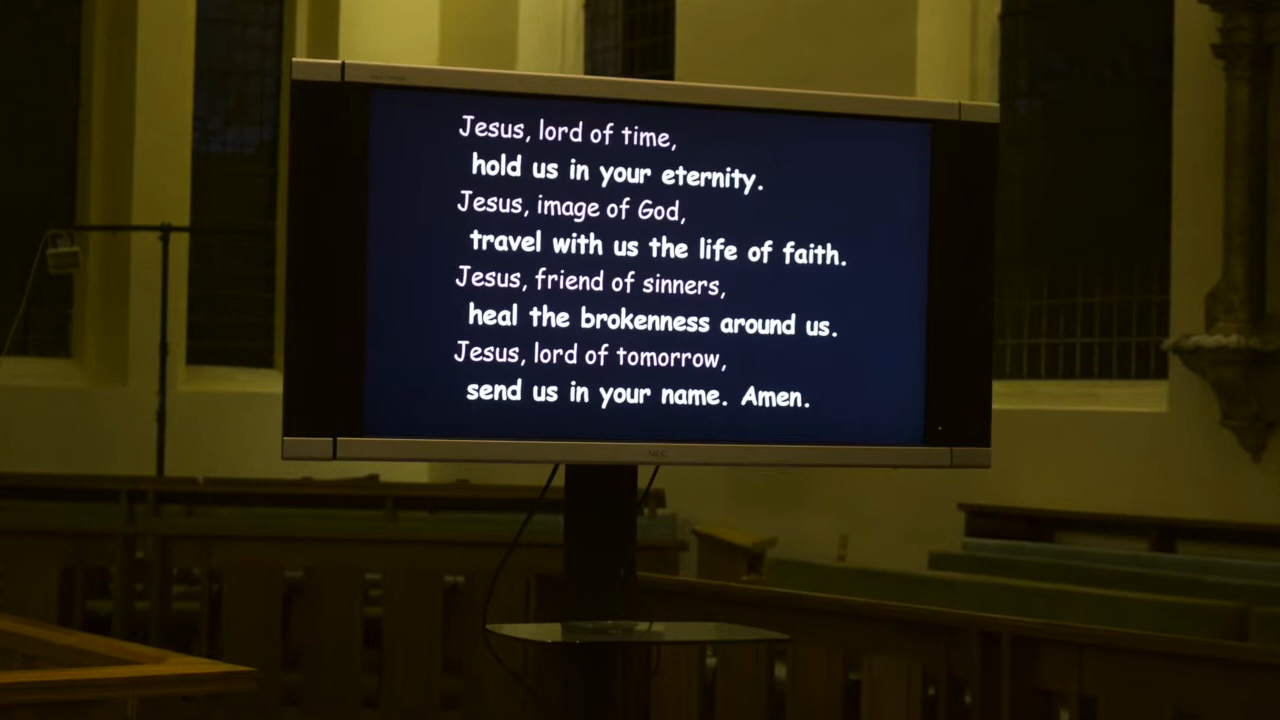 Jesus, lord of time,
hold us in your eternity.
Jesus, image of God,
travel with us the life of faith.
Jesus, friend of sinners,
heal the brokenness around us.
Jesus, lord of tomorrow,
send us in your name. Amen.
NEC